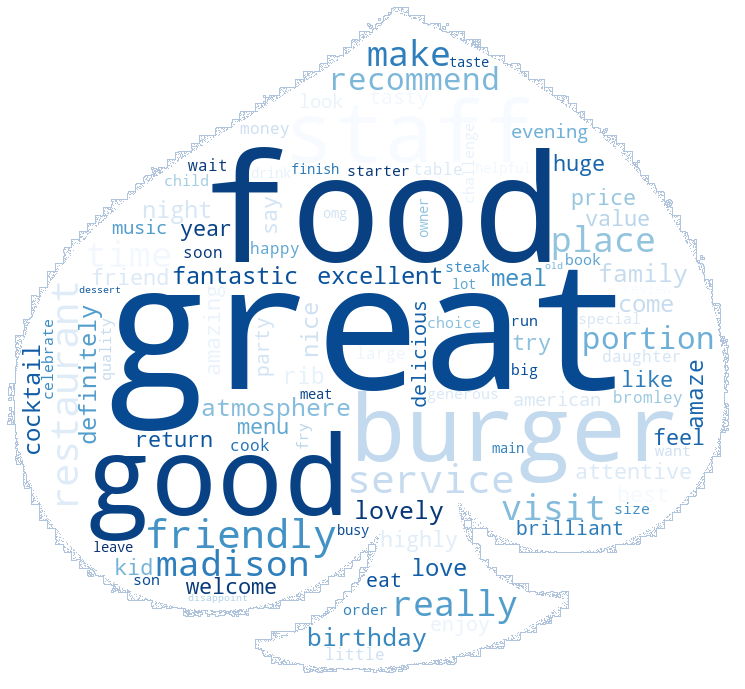 make
taste
recommend
look
tasty
money
staff
evening
wait
finish
starter
table
challenge
helpful
huge
child
drink
food
price
night
say
omg
owner
value
music
year
place
time
soon
happy
steak
old
book
friend
fantastic
excellent
meal
lot
family
dessert
great
restaurant
amazing
come
celebrate
quality
definitely
party
nice
delicious
choice
run
special
try
portion
cocktail
large
daughter
rib
big
like
amaze
meat
generous
american
bromley
atmosphere
burger
menu
fry
return
cook
good
main
feel
want
service
attentive
best
lovely
visit
size
friendly
busy
highly
brilliant
leave
madison
kid
son
welcome
eat
love
disappoint
order
really
birthday
enjoy
little